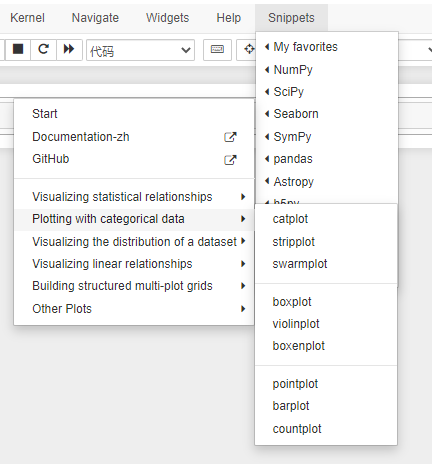 Kernel Navigate Widgets Help Snippets
代码
My favorites
NumPy
SciPy
Seaborn
SymPy
pandas
Astropy
h5py
Start
Documentation-zh
GitHub
Visualizing statistical relationships
Plotting with categorical data
Visualizing the distribution of a dataset
Visualizing linear relationships
Building structured multi-plot grids
Other Plots
catplot
stripplot
swarmplot
boxplot
violinplot
boxenplot
pointplot
barplot
countplot